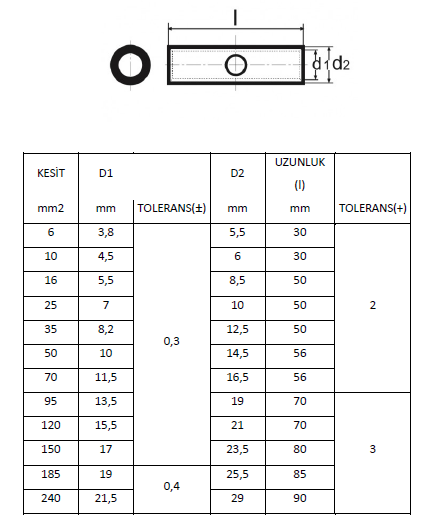 l
d1 d2
KESİT D1 D2 UZUNLUK
(l)
mm2 mm TOLERANS(±) mm mm TOLERANS(+)
6 3,8 5,5 30
10 4,5 6 30
16 5,5 8,5 50
25 7 10 50 2
35 8,2 12,5 50
0,3
50 10 14,5 56
70 11,5 16,5 56
95 13,5 19 70
120 15,5 21 70
150 17 23,5 80 3
185 19 25,5 85
0,4
240 21,5 29 90